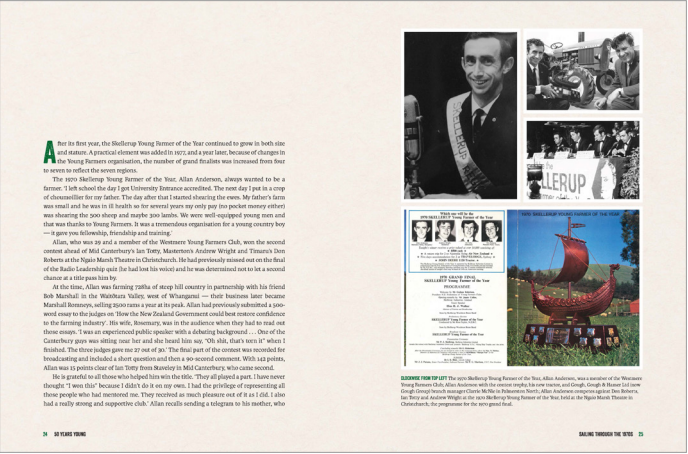 After its first year, the Skellerup Young Farmer of the Year continued to grow in both size
and stature. A practical element was added in 1977, and a year later, because of changes in
the Young Farmers organisation, the number of grand finalists was increased from four
to seven to reflect the seven regions.
The 1970 Skellerup Young Farmer of the Year, Allan Anderson, always wanted to be a
farmer. 'I left school the day I got University Entrance accredited. The next day I put in a crop
of choumoellier for my father. The day after that I started shearing the ewes. My father's farm
was small and he was in ill health so for several years my only pay (no pocket money either)
was shearing the 500 sheep and maybe 300 lambs. We were well-equipped young men and
that was thanks to Young Farmers. It was a tremendous organisation for a young country boy
— it gave you fellowship, friendship and training.'
Allan, who was 29 and a member of the Westmere Young Farmers Club, won the second
contest ahead of Mid Canterbury's Ian Totty, Masterton's Andrew Wright and Timaru's Don
Roberts at the Ngaio Marsh Theatre in Christchurch. He had previously missed out on the final
of the Radio Leadership quiz (he had lost his voice) and he was determined not to let a second
chance at a title pass him by.
At the time, Allan was farming 728ha of steep hill country in partnership with his friend
Bob Marshall in the Waitōtara Valley, west of Whanganui — their business later became
Marshall Romneys, selling 2500 rams a year at its peak. Allan had previously submitted a 500-
word essay to the judges on 'How the New Zealand Government could best restore confidence
to the farming industry'. His wife, Rosemary, was in the audience when they had to read out
those essays. 'I was an experienced public speaker with a debating background . . . One of the
Canterbury guys was sitting near her and she heard him say, "Oh shit, that's torn it" when I
finished. The three judges gave me 27 out of 30.' The final part of the contest was recorded for
broadcasting and included a short question and then a 90-second comment. With 142 points,
Allan was 15 points clear of Ian Totty from Staveley in Mid Canterbury, who came second.
He is grateful to all those who helped him win the title. 'They all played a part. I have never
thought "I won this" because I didn't do it on my own. I had the privilege of representing all
those people who had mentored me. They received as much pleasure out of it as I did. I also
had a really strong and supportive club.' Allan recalls sending a telegram to his mother, who
24 50 YEARS YOUNG
SKELLERUP
SKELLERUP
Which one will be the
1970 SKELLERUP Young Farmer of the Year
1970 GRAND FINAL
SKELLERUP Young Farmer of the Year
PROGRAMME
1970 SKELLERUP YOUNG FARMER OF THE YEAR
CLOCKWISE FROM TOP LEFT The 1970 Skellerup Young Farmer of the Year, Allan Anderson, was a member of the Westmere
Young Farmers Club; Allan Anderson with the contest trophy, his new tractor, and Gough, Gough & Hamer Ltd (now
Gough Group) branch manager Clarrie McNie in Palmerston North; Allan Anderson competes against Don Roberts,
Ian Totty and Andrew Wright at the 1970 Skellerup Young Farmer of the Year, held at the Ngaio Marsh Theatre in
Christchurch; the programme for the 1970 grand final.
SAILING THROUGH THE 1970S 25